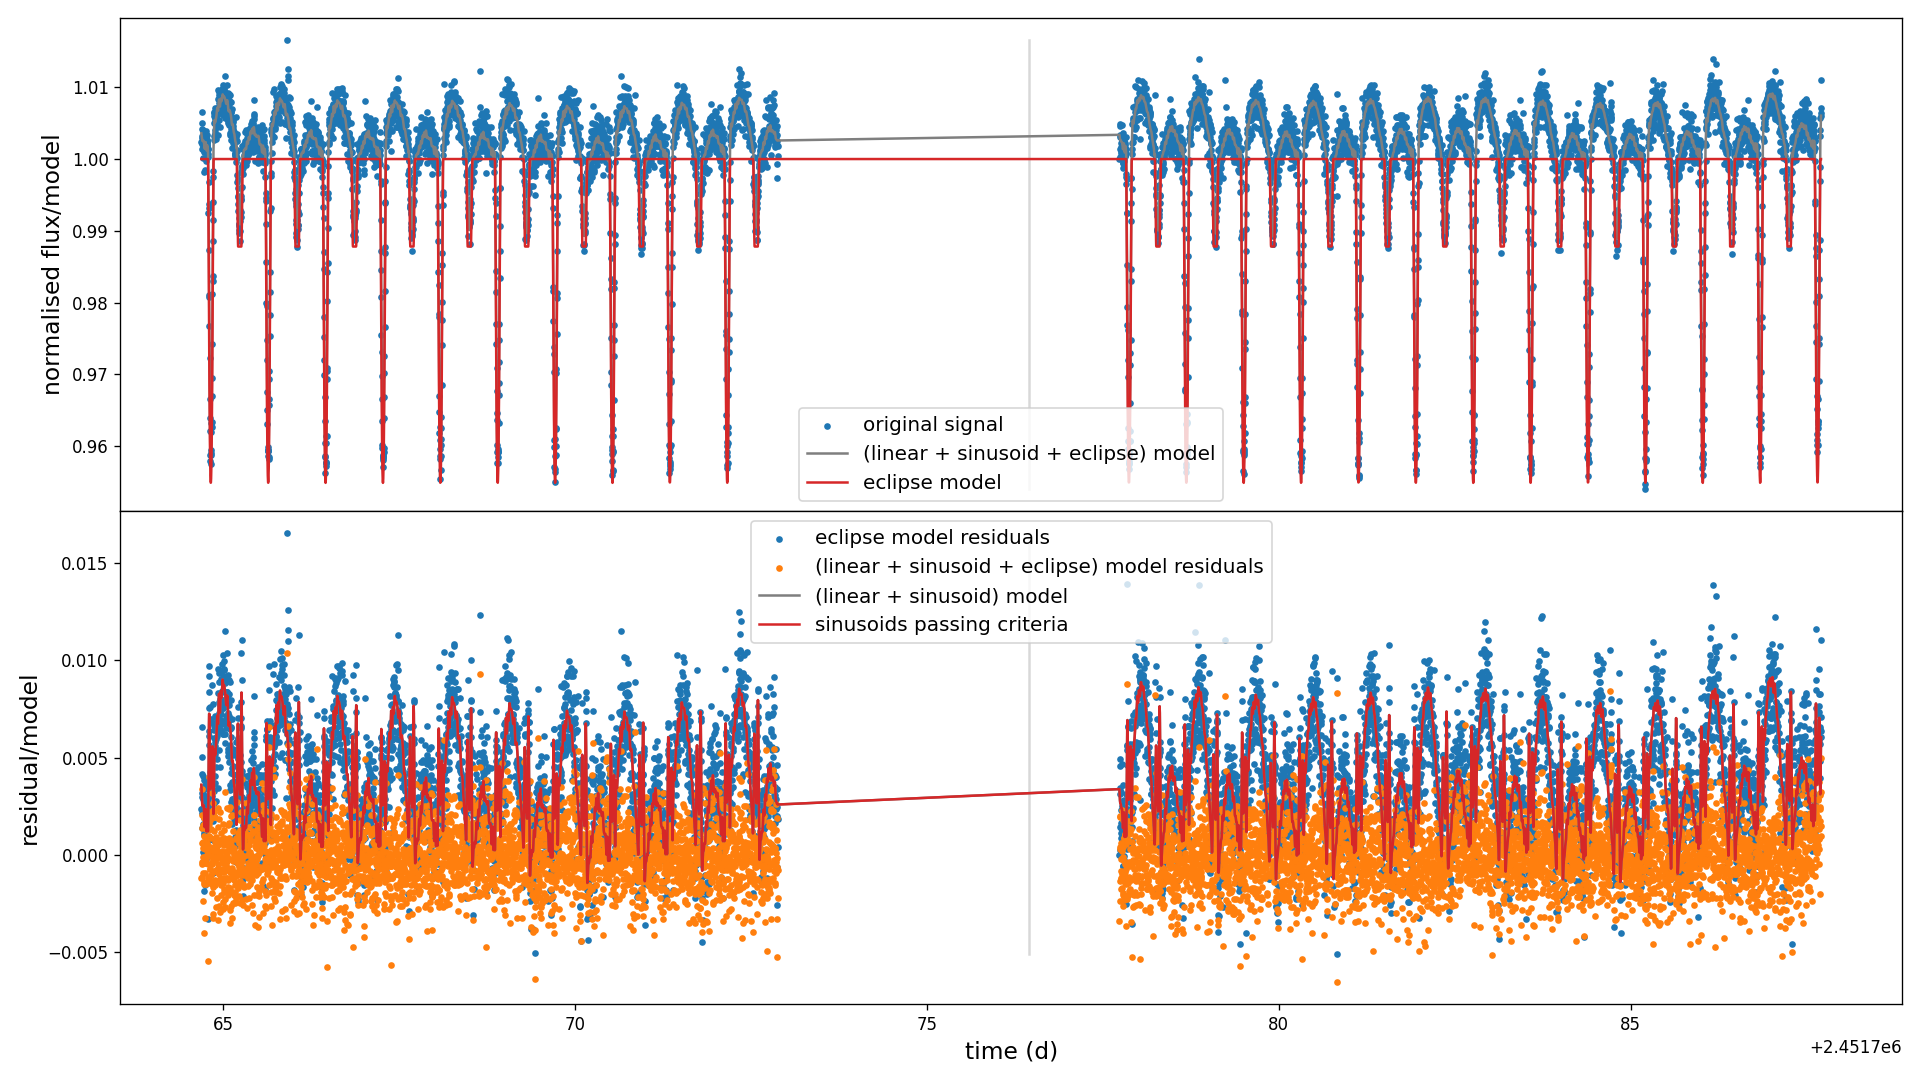 1.01
1.00
0.99
0.98
0.97
0.96
normalised flux/model
original signal
(linear + sinusoid + eclipse) model
eclipse model
0.015
0.010
0.005
0.000
−0.005
residual/model
eclipse model residuals
(linear + sinusoid + eclipse) model residuals
(linear + sinusoid) model
sinusoids passing criteria
65
70
75
80
85
time (d)
+2.4517e6